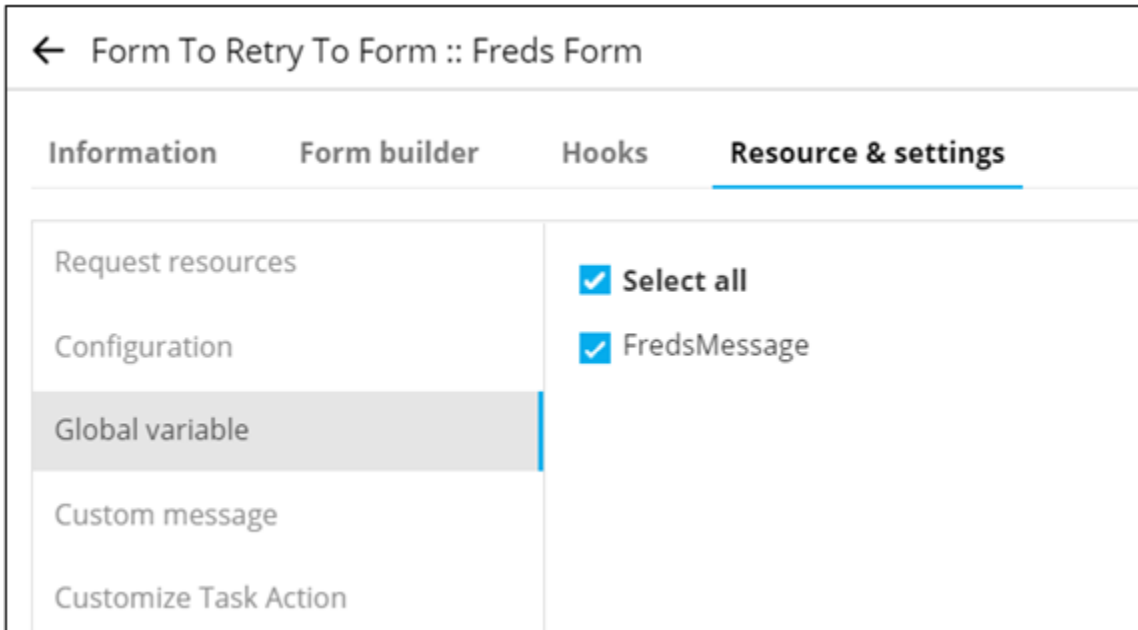 Form To Retry To Form :: Freds Form
Information Form builder Hooks Resource & settings
Request resources
Configuration
Global variable
Custom message
Customize Task Action
Select all
FredsMessage